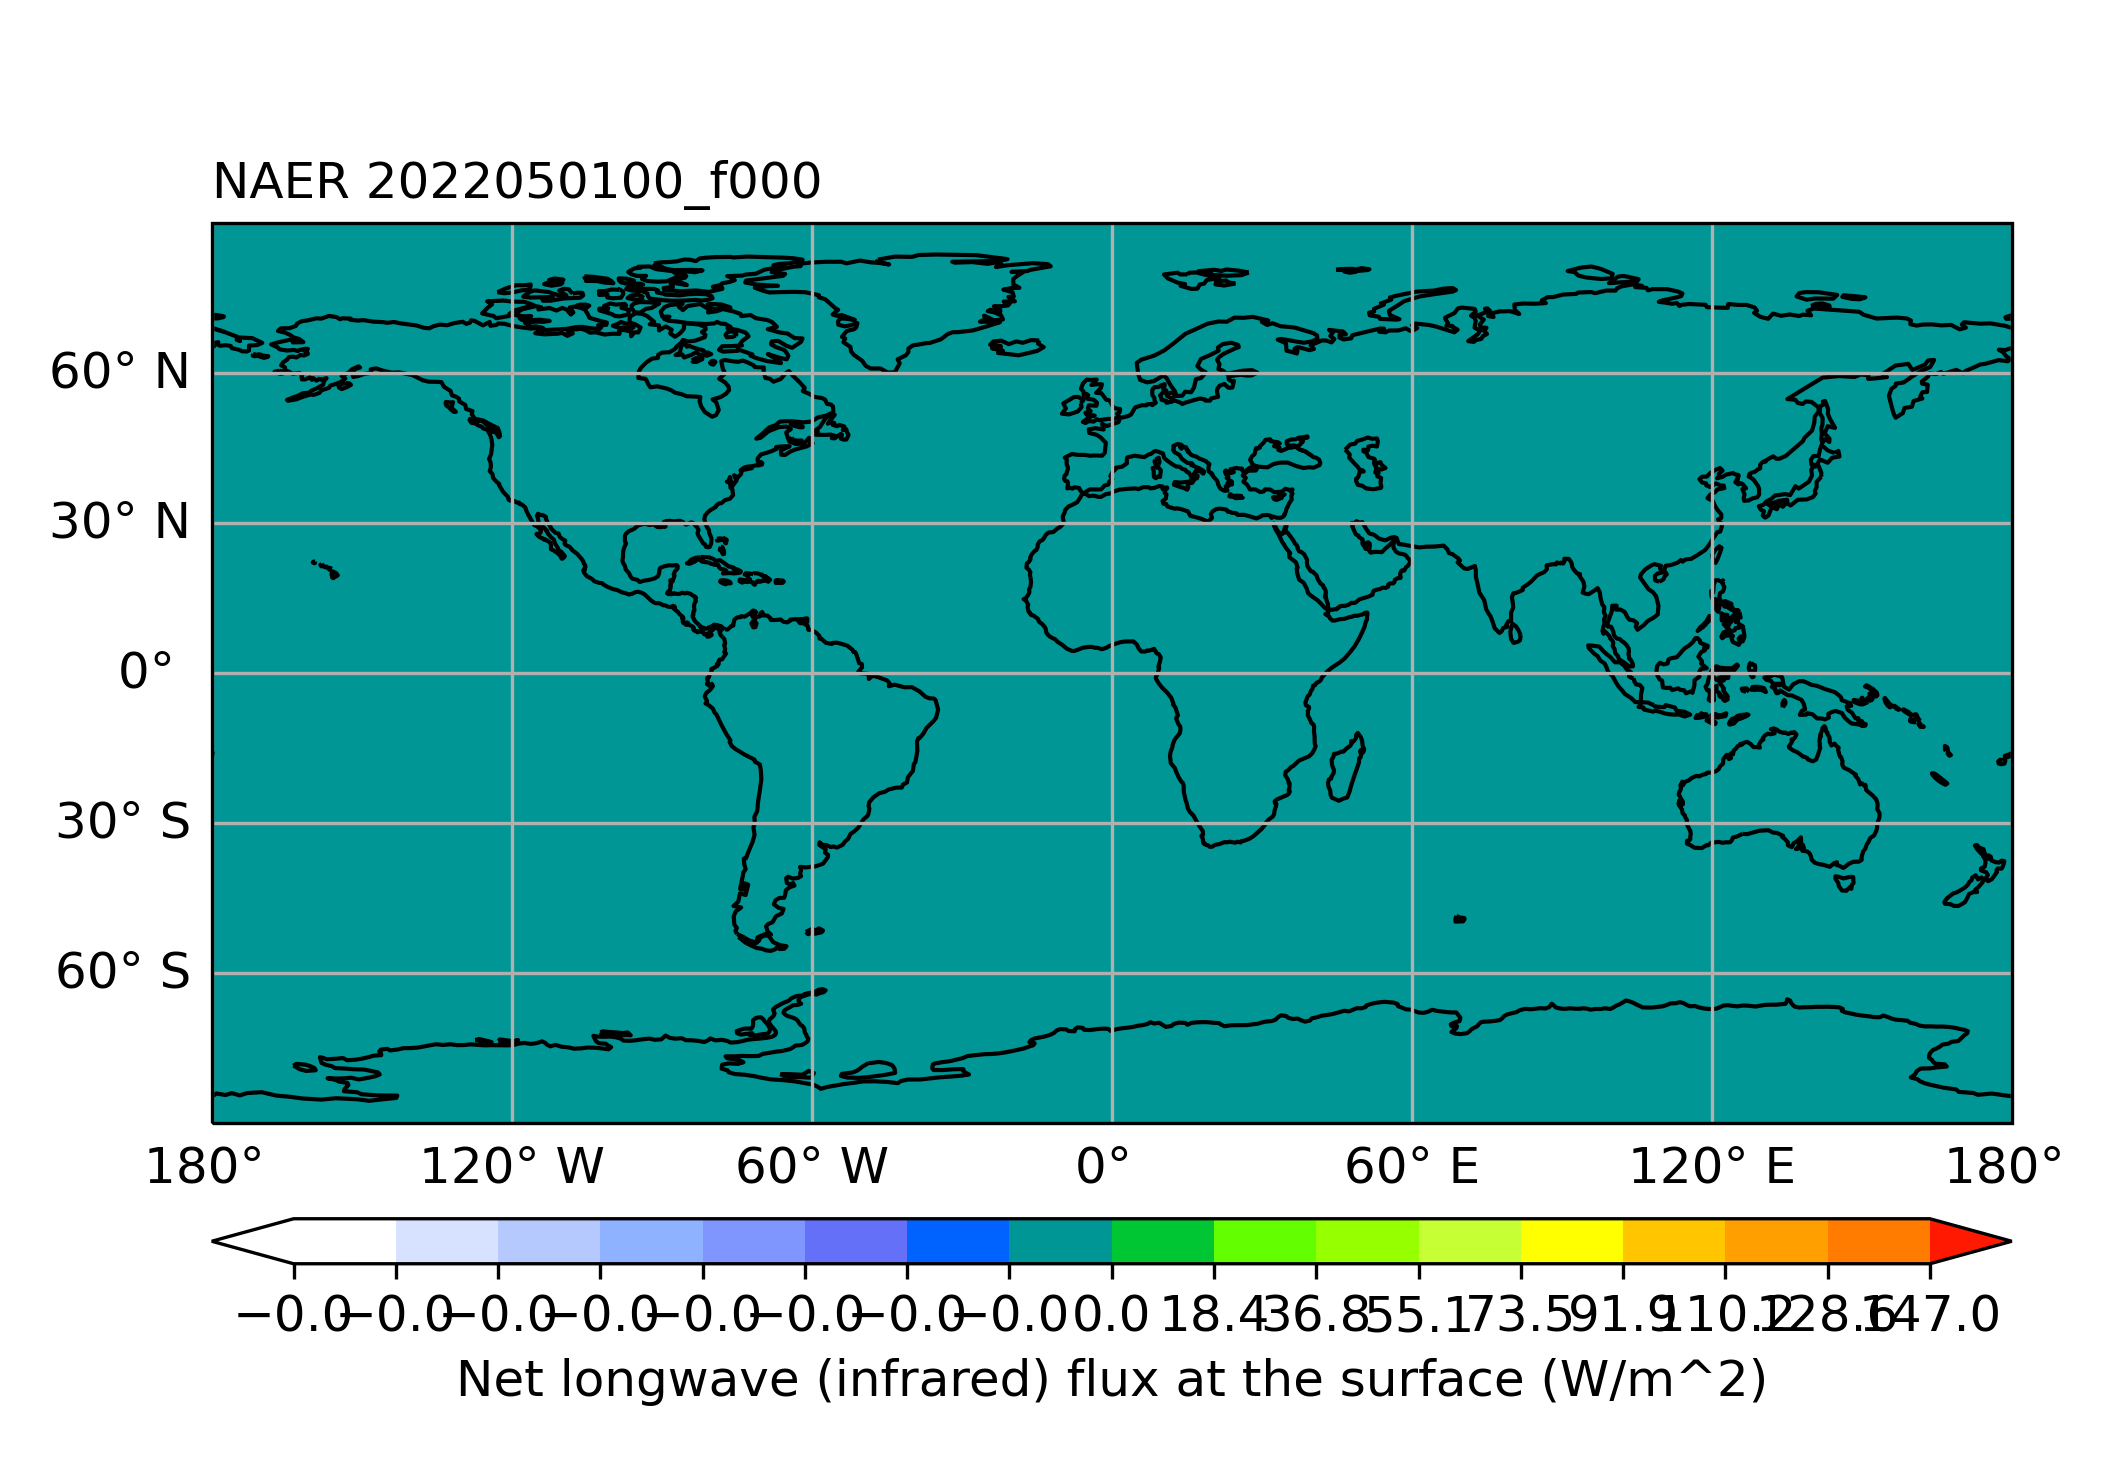 NAER 2022050100_f000
60° N
30° N
0°
30° S
60° S
180° 120° W 60° W 0° 60° E 120° E 180°
−0.0 −0.0 −0.0 −0.0 −0.0 −0.0 −0.0 −0.0 0.0 18.4 36.8 55.1 73.5 91.9 110.2 128.6 147.0
Net longwave (infrared) flux at the surface (W/m^2)